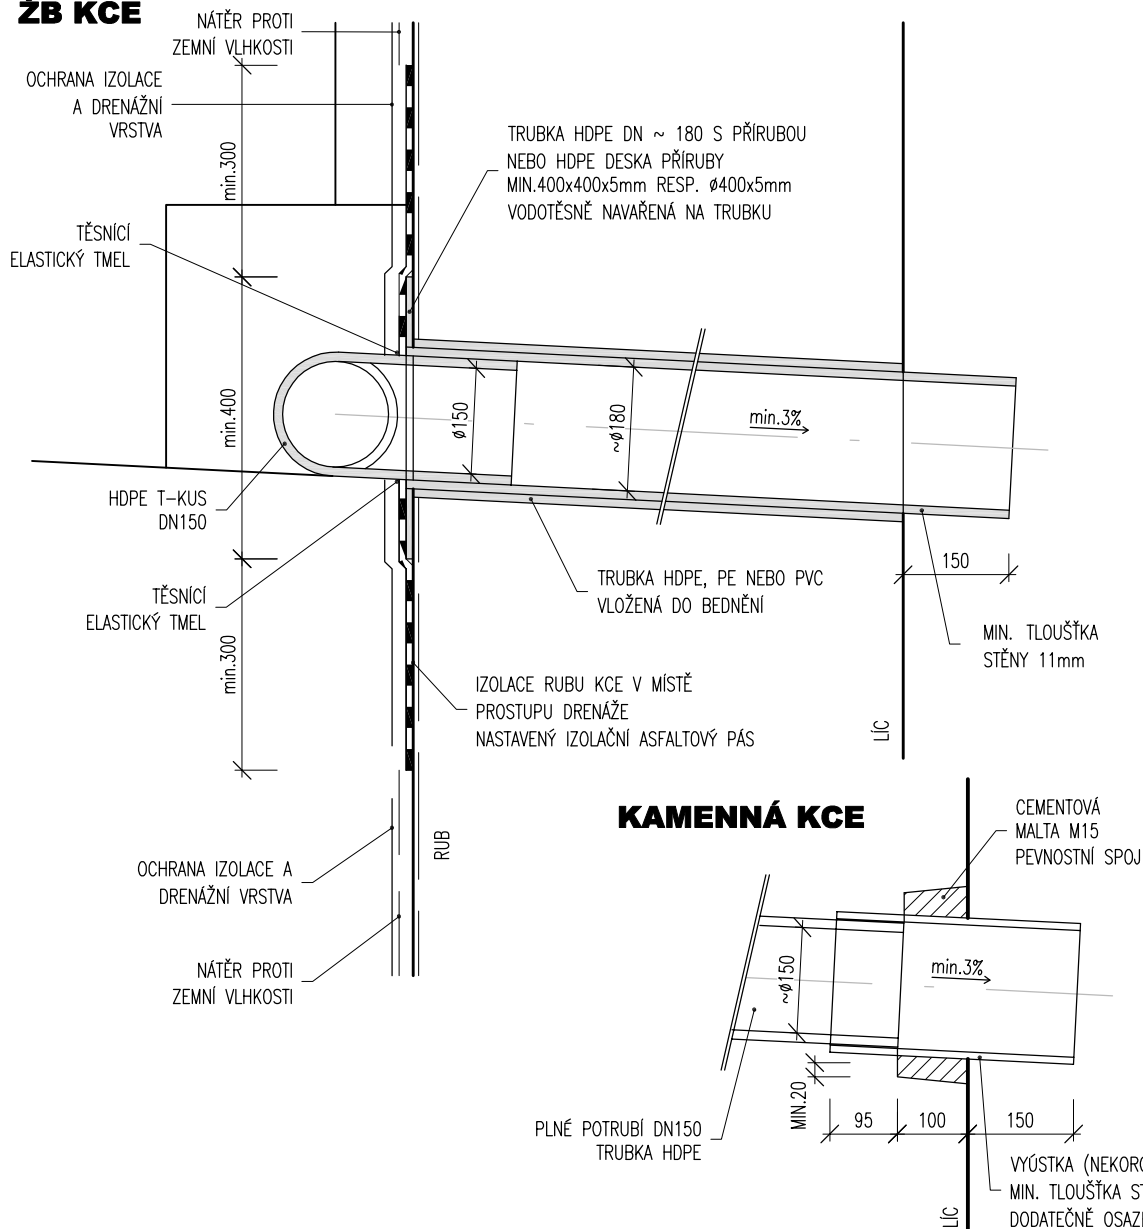 ŽB KCE
NÁTĚR PROTI
ZEMNÍ VLHKOSTI
OCHRANA IZOLACE
A DRENÁŽNÍ
VRSTVA
min.300
TRUBKA HDPE DN ~ 180 S PŘÍRUBOU
NEBO HDPE DESKA PŘÍRUBY
MIN.400x400x5mm RESP. ø400x5mm
VODOTĚSNĚ NAVAŘENÁ NA TRUBKU
TĚSNÍCÍ
ELASTICKÝ TMEL
min.400
ø150
~ø180
min.3%
HDPE T-KUS
DN150
150
TRUBKA HDPE, PE NEBO PVC
VLOŽENÁ DO BEDNĚNÍ
TĚSNÍCÍ
ELASTICKÝ TMEL
MIN. TLOUŠŤKA
STĚNY 11mm
min.300
IZOLACE RUBU KCE V MÍSTĚ
PROSTUPU DRENÁŽE
NASTAVENÝ IZOLAČNÍ ASFALTOVÝ PÁS
LÍC
RUB
OCHRANA IZOLACE A
DRENÁŽNÍ VRSTVA
NÁTĚR PROTI
ZEMNÍ VLHKOSTI
KAMENNÁ KCE
CEMENTOVÁ
MALTA M15
PEVNOSTNÍ SPOJ
~ø150
min.3%
MIN.20
95
100
150
PLNÉ POTRUBÍ DN150
TRUBKA HDPE
VYÚSTKA
MIN. TLOUŠŤKA
DODATEČNĚ
LÍC